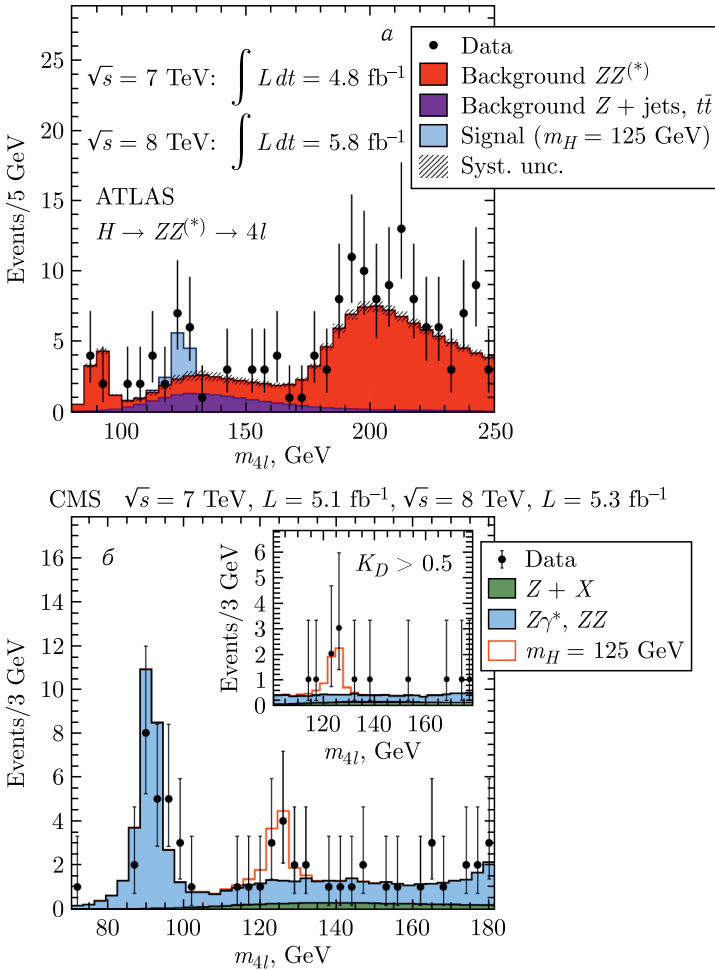 a
√s = 7 TeV: ∫ L dt = 4.8 fb⁻¹
√s = 8 TeV: ∫ L dt = 5.8 fb⁻¹
ATLAS
H → ZZ⁽*⁾ → 4l
Data
Background ZZ⁽*⁾
Background Z + jets, tt̄
Signal (m_H = 125 GeV)
Syst. unc.
Events/5 GeV
25
20
15
10
5
0
100 150 200 250
m₄ₗ, GeV
CMS √s = 7 TeV, L = 5.1 fb⁻¹, √s = 8 TeV, L = 5.3 fb⁻¹
б
Data
Z + X
Zγ*, ZZ
m_H = 125 GeV
Events/3 GeV
16
14
12
10
8
6
4
2
0
80 100 120 140 160 180
m₄ₗ, GeV
K_D > 0.5
Events/3 GeV
6
5
4
3
2
1
0
120 140 160
m₄ₗ, GeV